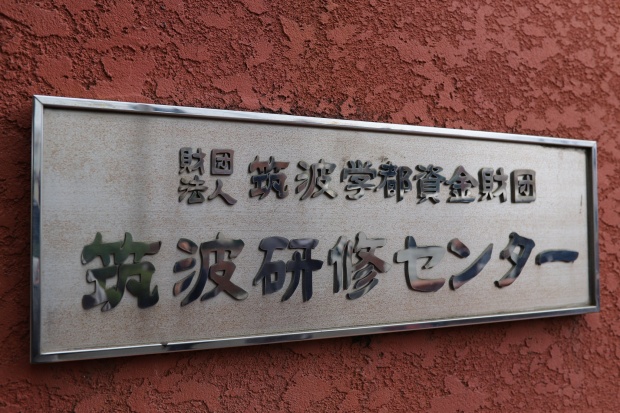 財団法人 筑波学都資金財団
筑波研修センター